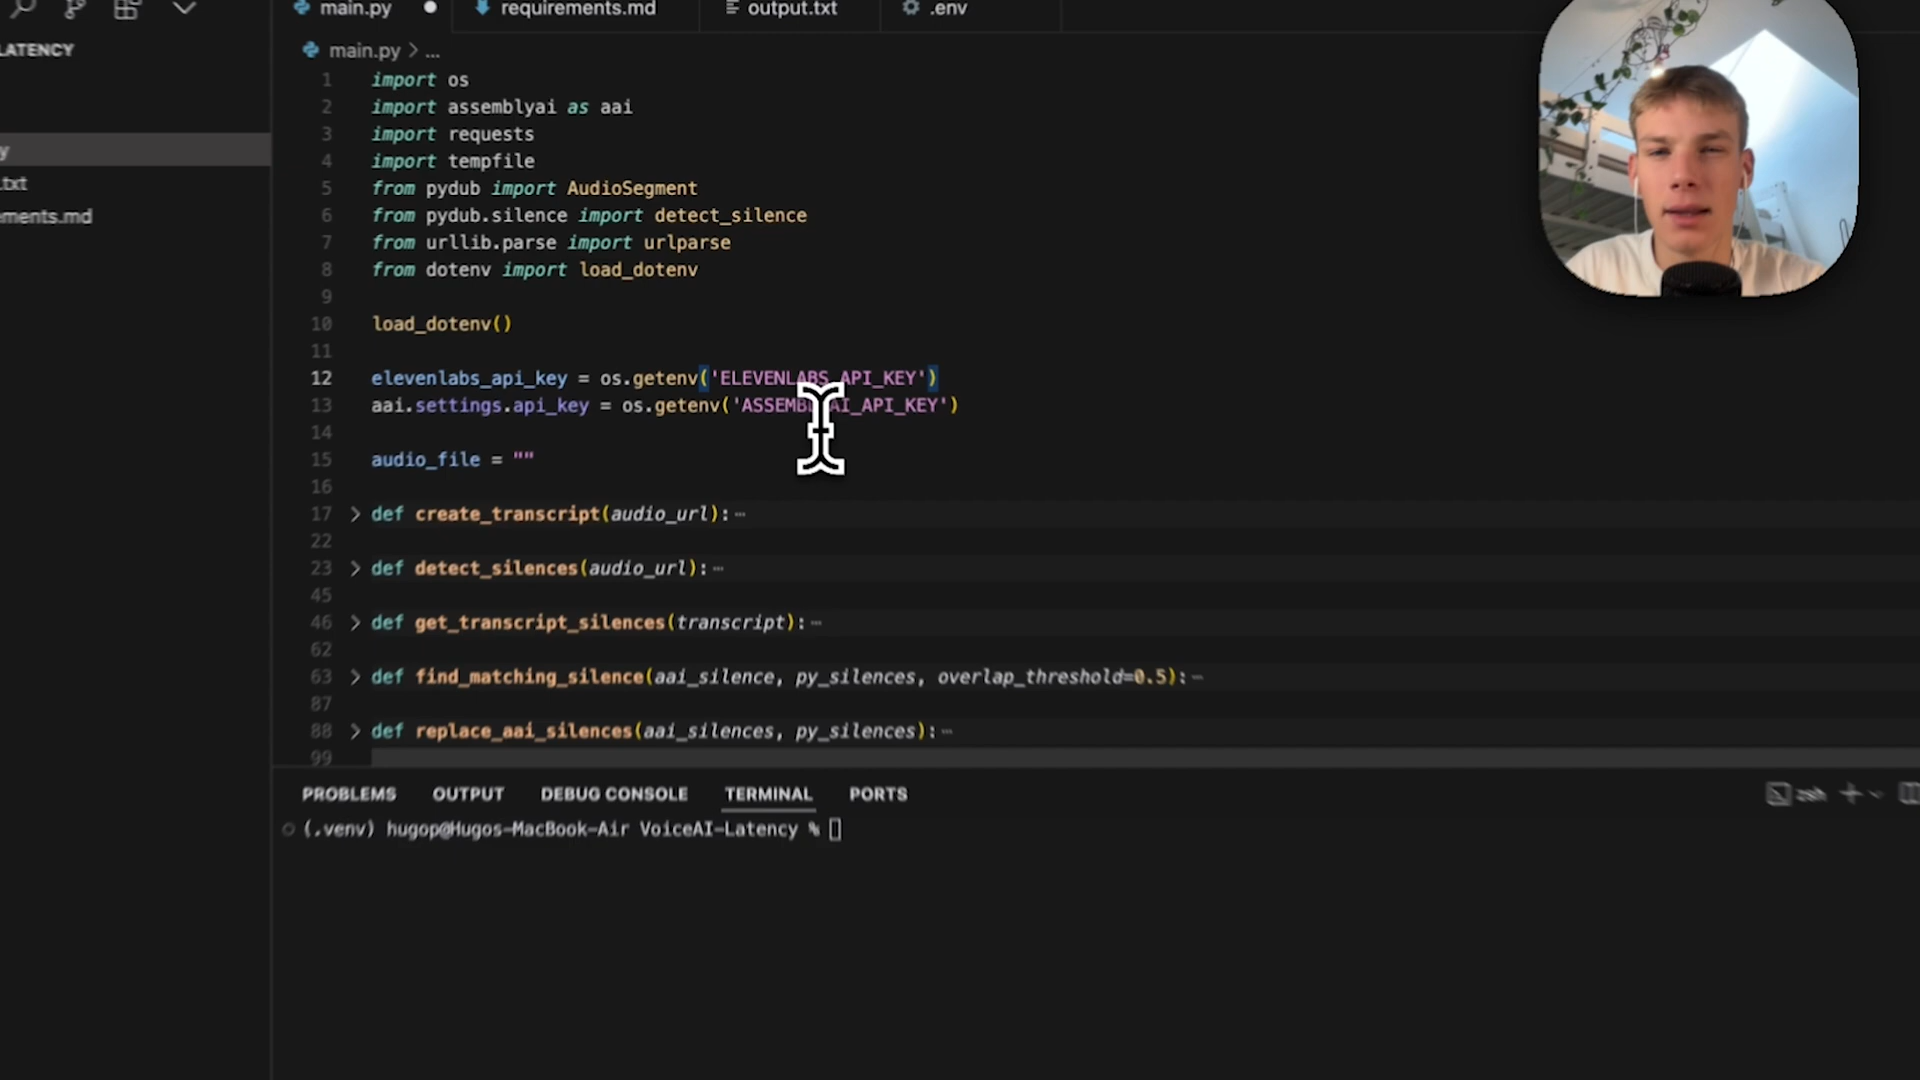 main.py
requirements.md
output.txt
.env
LATENCY
main.py > ...
y
.txt
ements.md
1 import os
2 import assemblyai as aai
3 import requests
4 import tempfile
5 from pydub import AudioSegment
6 from pydub.silence import detect_silence
7 from urllib.parse import urlparse
8 from dotenv import load_dotenv
9
10 load_dotenv()
11
12 elevenlabs_api_key = os.getenv('ELEVENLABS_API_KEY')
13 aai.settings.api_key = os.getenv('ASSEMBLYAI_API_KEY')
14
15 audio_file = ""
16
17 def create_transcript(audio_url): ...
22
23 def detect_silences(audio_url): ...
45
46 def get_transcript_silences(transcript): ...
62
63 def find_matching_silence(aai_silence, py_silences, overlap_threshold=0.5): ...
87
88 def replace_aai_silences(aai_silences, py_silences): ...
99
PROBLEMS OUTPUT DEBUG CONSOLE TERMINAL PORTS
zsh
(.venv) hugop@Hugos-MacBook-Air VoiceAI-Latency %